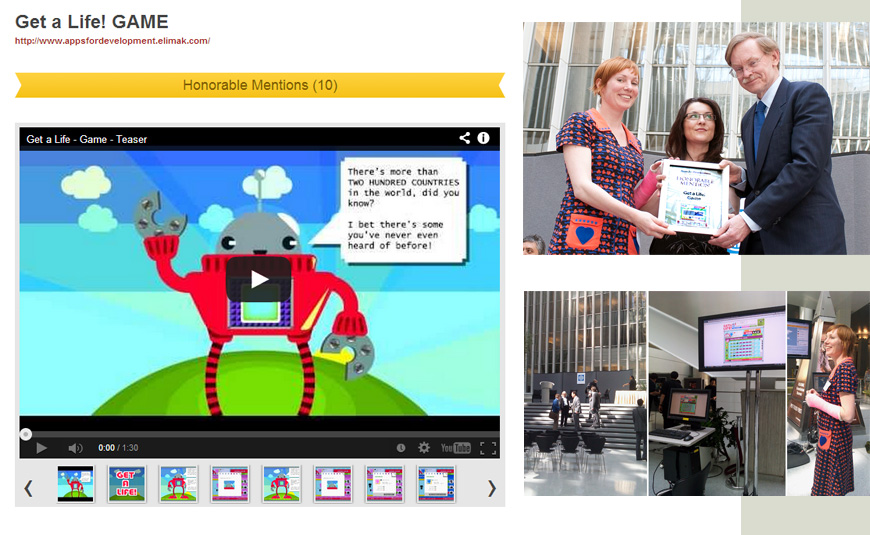 Get a Life! GAME
http://www.appsfordevelopment.elimak.com/
Honorable Mentions (10)
Get a Life - Game - Teaser
There's more than
TWO HUNDRED COUNTRIES
in the world, did you
know?
I bet there's some
you've never even
heard of before!
0:00 / 1:30
YouTube
GET
A
LIFE!
HONORABLE
MENTION
Get a Life:
Game